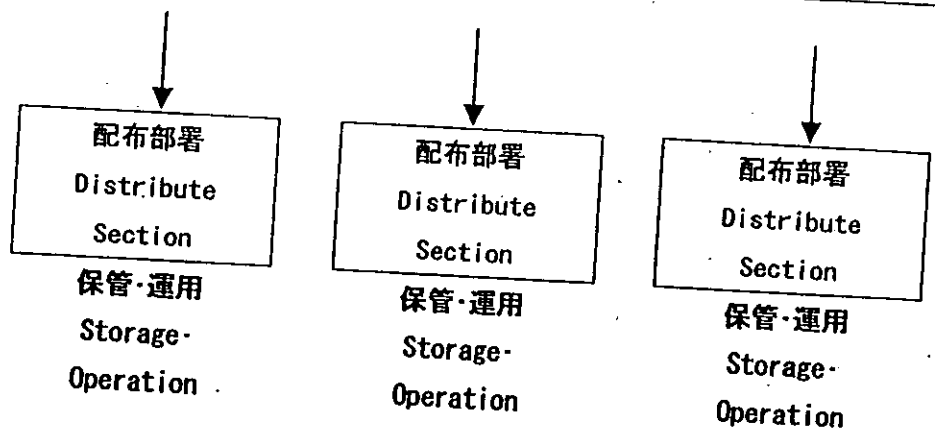 配布部署
Distribute
Section
保管・運用
Storage・
Operation
配布部署
Distribute
Section
保管・運用
Storage・
Operation
配布部署
Distribute
Section
保管・運用
Storage・
Operation